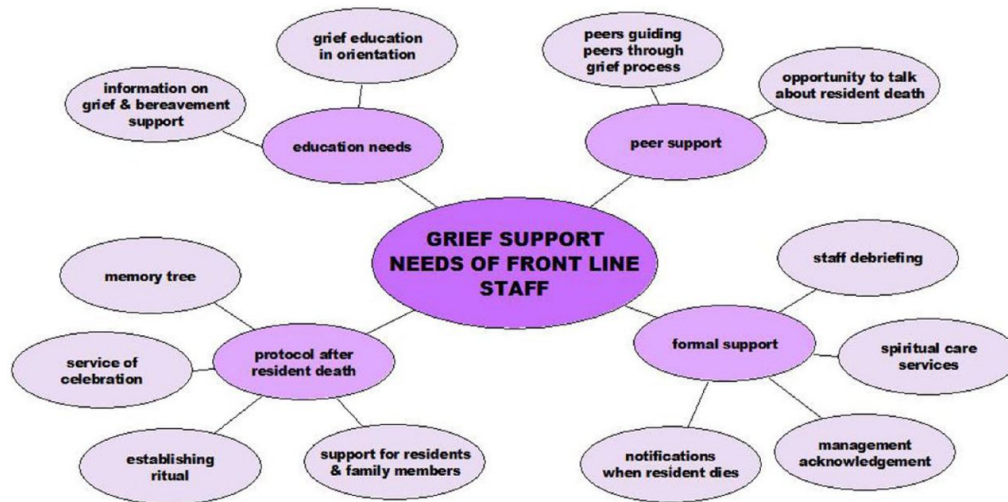 grief education
in orientation
information on
grief & bereavement
support
education needs
peers guiding
peers through
grief process
opportunity to talk
about resident death
peer support
GRIEF SUPPORT
NEEDS OF FRONT LINE
STAFF
memory tree
service of
celebration
protocol after
resident death
establishing
ritual
support for residents
& family members
staff debriefing
formal support
spiritual care
services
notifications
when resident dies
management
acknowledgement